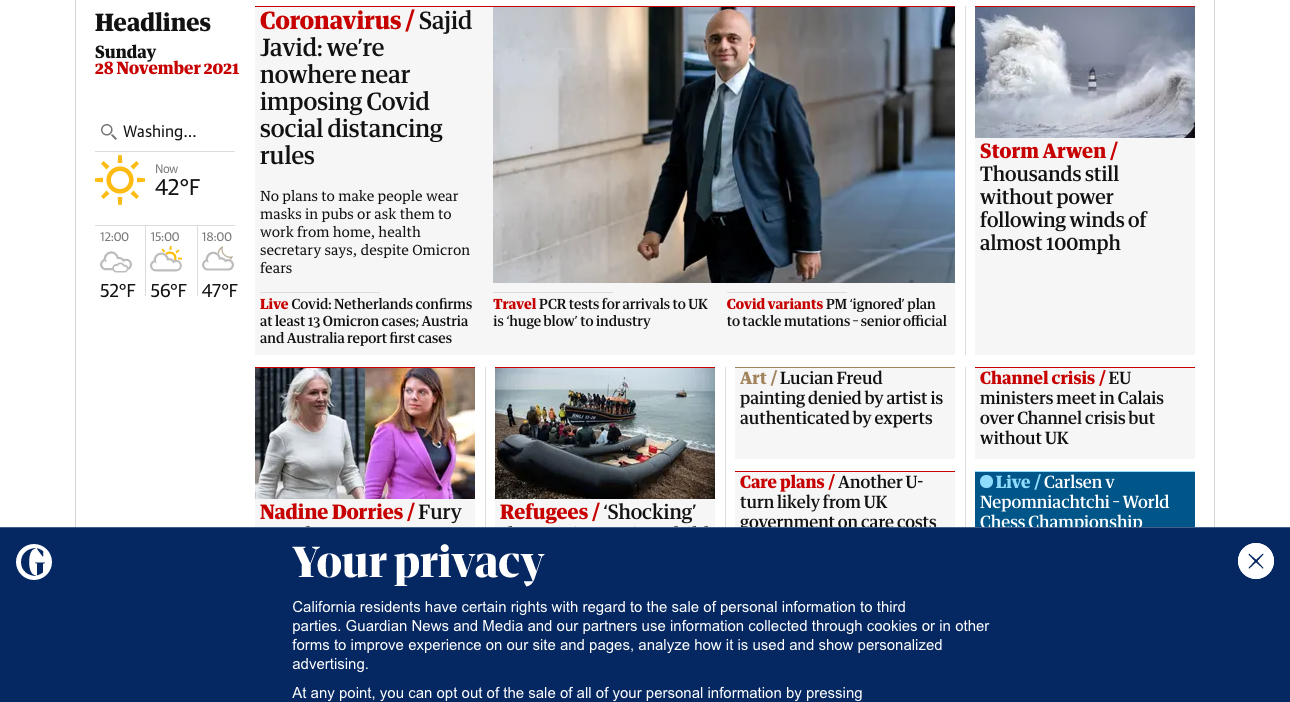 Headlines
Sunday
28 November 2021
Washing...
Now
42°F
12:00
15:00
18:00
52°F
56°F
47°F
Coronavirus / Sajid
Javid: we're
nowhere near
imposing Covid
social distancing
rules
No plans to make people wear
masks in pubs or ask them to
work from home, health
secretary says, despite Omicron
fears
Live Covid: Netherlands confirms
at least 13 Omicron cases; Austria
and Australia report first cases
Travel PCR tests for arrivals to UK
is 'huge blow' to industry
Covid variants PM 'ignored' plan
to tackle mutations – senior official
Storm Arwen /
Thousands still
without power
following winds of
almost 100mph
Nadine Dorries / Fury
Refugees / 'Shocking'
Art / Lucian Freud
painting denied by artist is
authenticated by experts
Care plans / Another U-
turn likely from UK
government on care costs
Channel crisis / EU
ministers meet in Calais
over Channel crisis but
without UK
Live / Carlsen v
Nepomniachtchi – World
Chess Championship
G
Your privacy
California residents have certain rights with regard to the sale of personal information to third
parties. Guardian News and Media and our partners use information collected through cookies or in other
forms to improve experience on our site and pages, analyze how it is used and show personalized
advertising.
At any point, you can opt out of the sale of all of your personal information by pressing